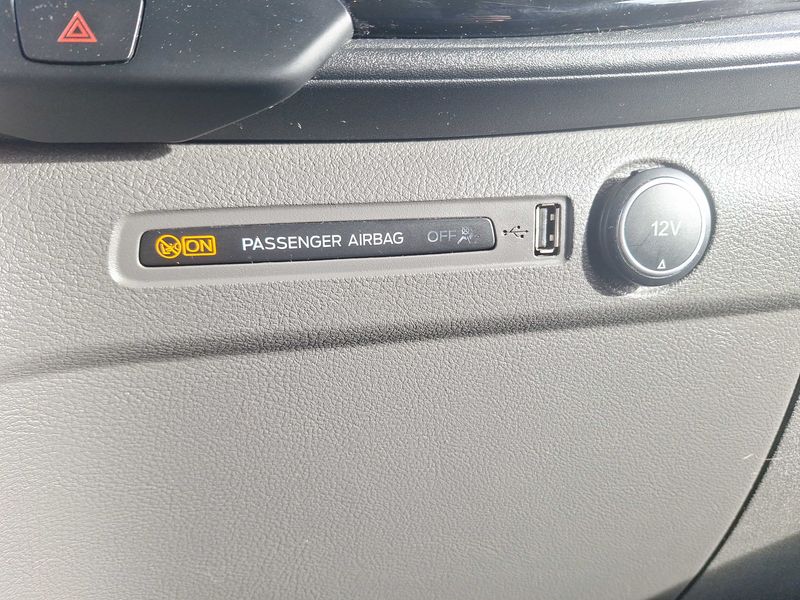 ON PASSENGER AIRBAG OFF
12V